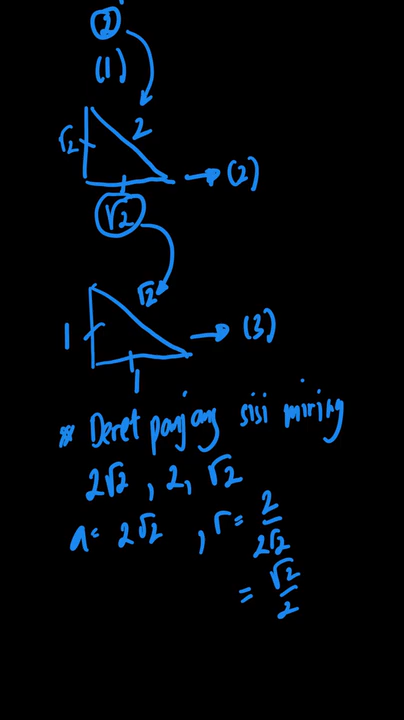 2
(1)
√2 2 → (2)
√2
√2
1 → (3)
1
※ Deret panjang sisi miring
2√2 , 2, √2
a = 2√2 , r = 2/2√2
= √2/2